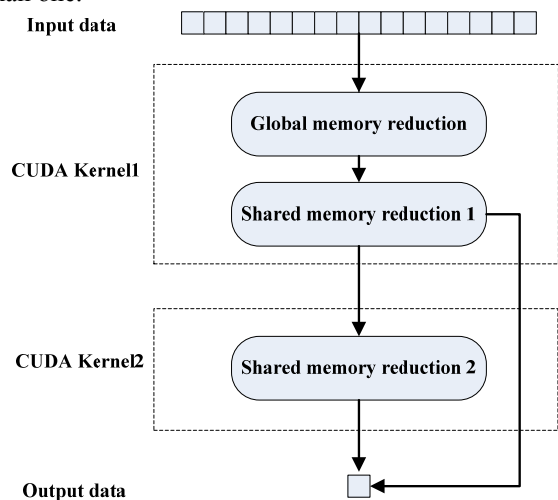 one.
Input data
Global memory reduction
CUDA Kernel1
Shared memory reduction 1
CUDA Kernel2
Shared memory reduction 2
Output data